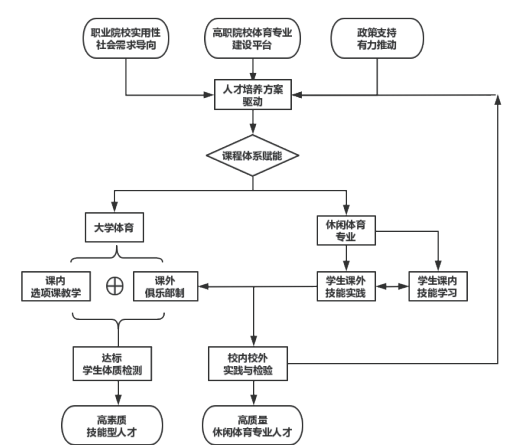 职业院校实用性
社会需求导向
高职院校体育专业
建设平台
政策支持
有力推动
人才培养方案
驱动
课程体系赋能
大学体育
休闲体育
专业
课内
选项课教学
课外
俱乐部制
学生课外
技能实践
学生课内
技能学习
达标
学生体质检测
校内校外
实践与检验
高素质
技能型人才
高质量
休闲体育专业人才